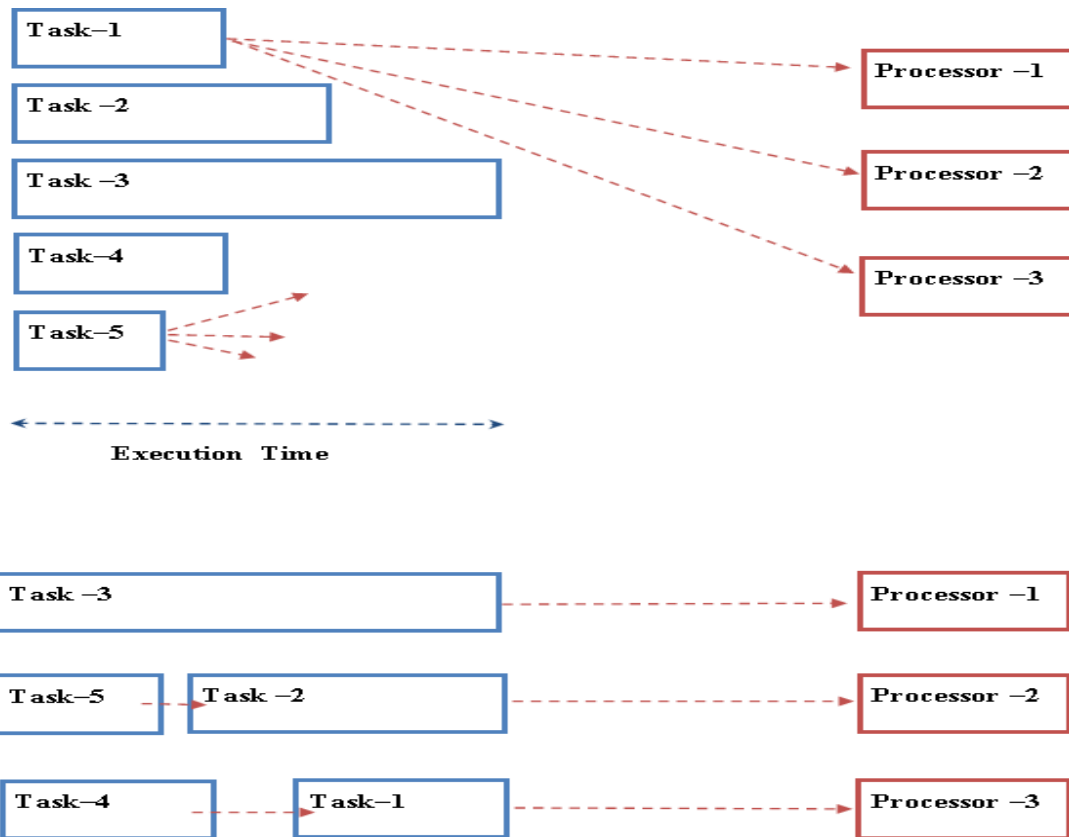 Task–1
Processor –1
Task –2
Processor –2
Task –3
Task–4
Processor –3
Task–5
Execution Time
Task –3
Processor –1
Task–5
Task –2
Processor –2
Task–4
Task–1
Processor –3